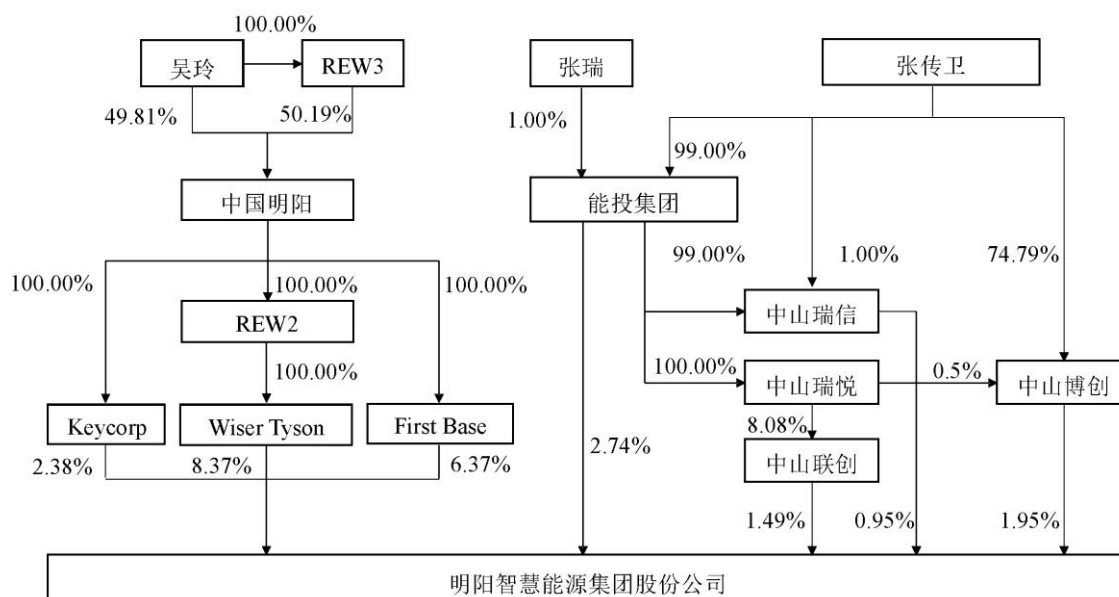 100.00%
吴玲
REW3
张瑞
张传卫
49.81%
50.19%
1.00%
99.00%
中国明阳
能投集团
100.00%
100.00%
100.00%
99.00%
1.00%
74.79%
REW2
中山瑞信
100.00%
100.00%
中山瑞悦
0.5%
中山博创
Keycorp
Wiser Tyson
First Base
8.08%
2.38%
8.37%
6.37%
2.74%
中山联创
1.49%
0.95%
1.95%
明阳智慧能源集团股份公司